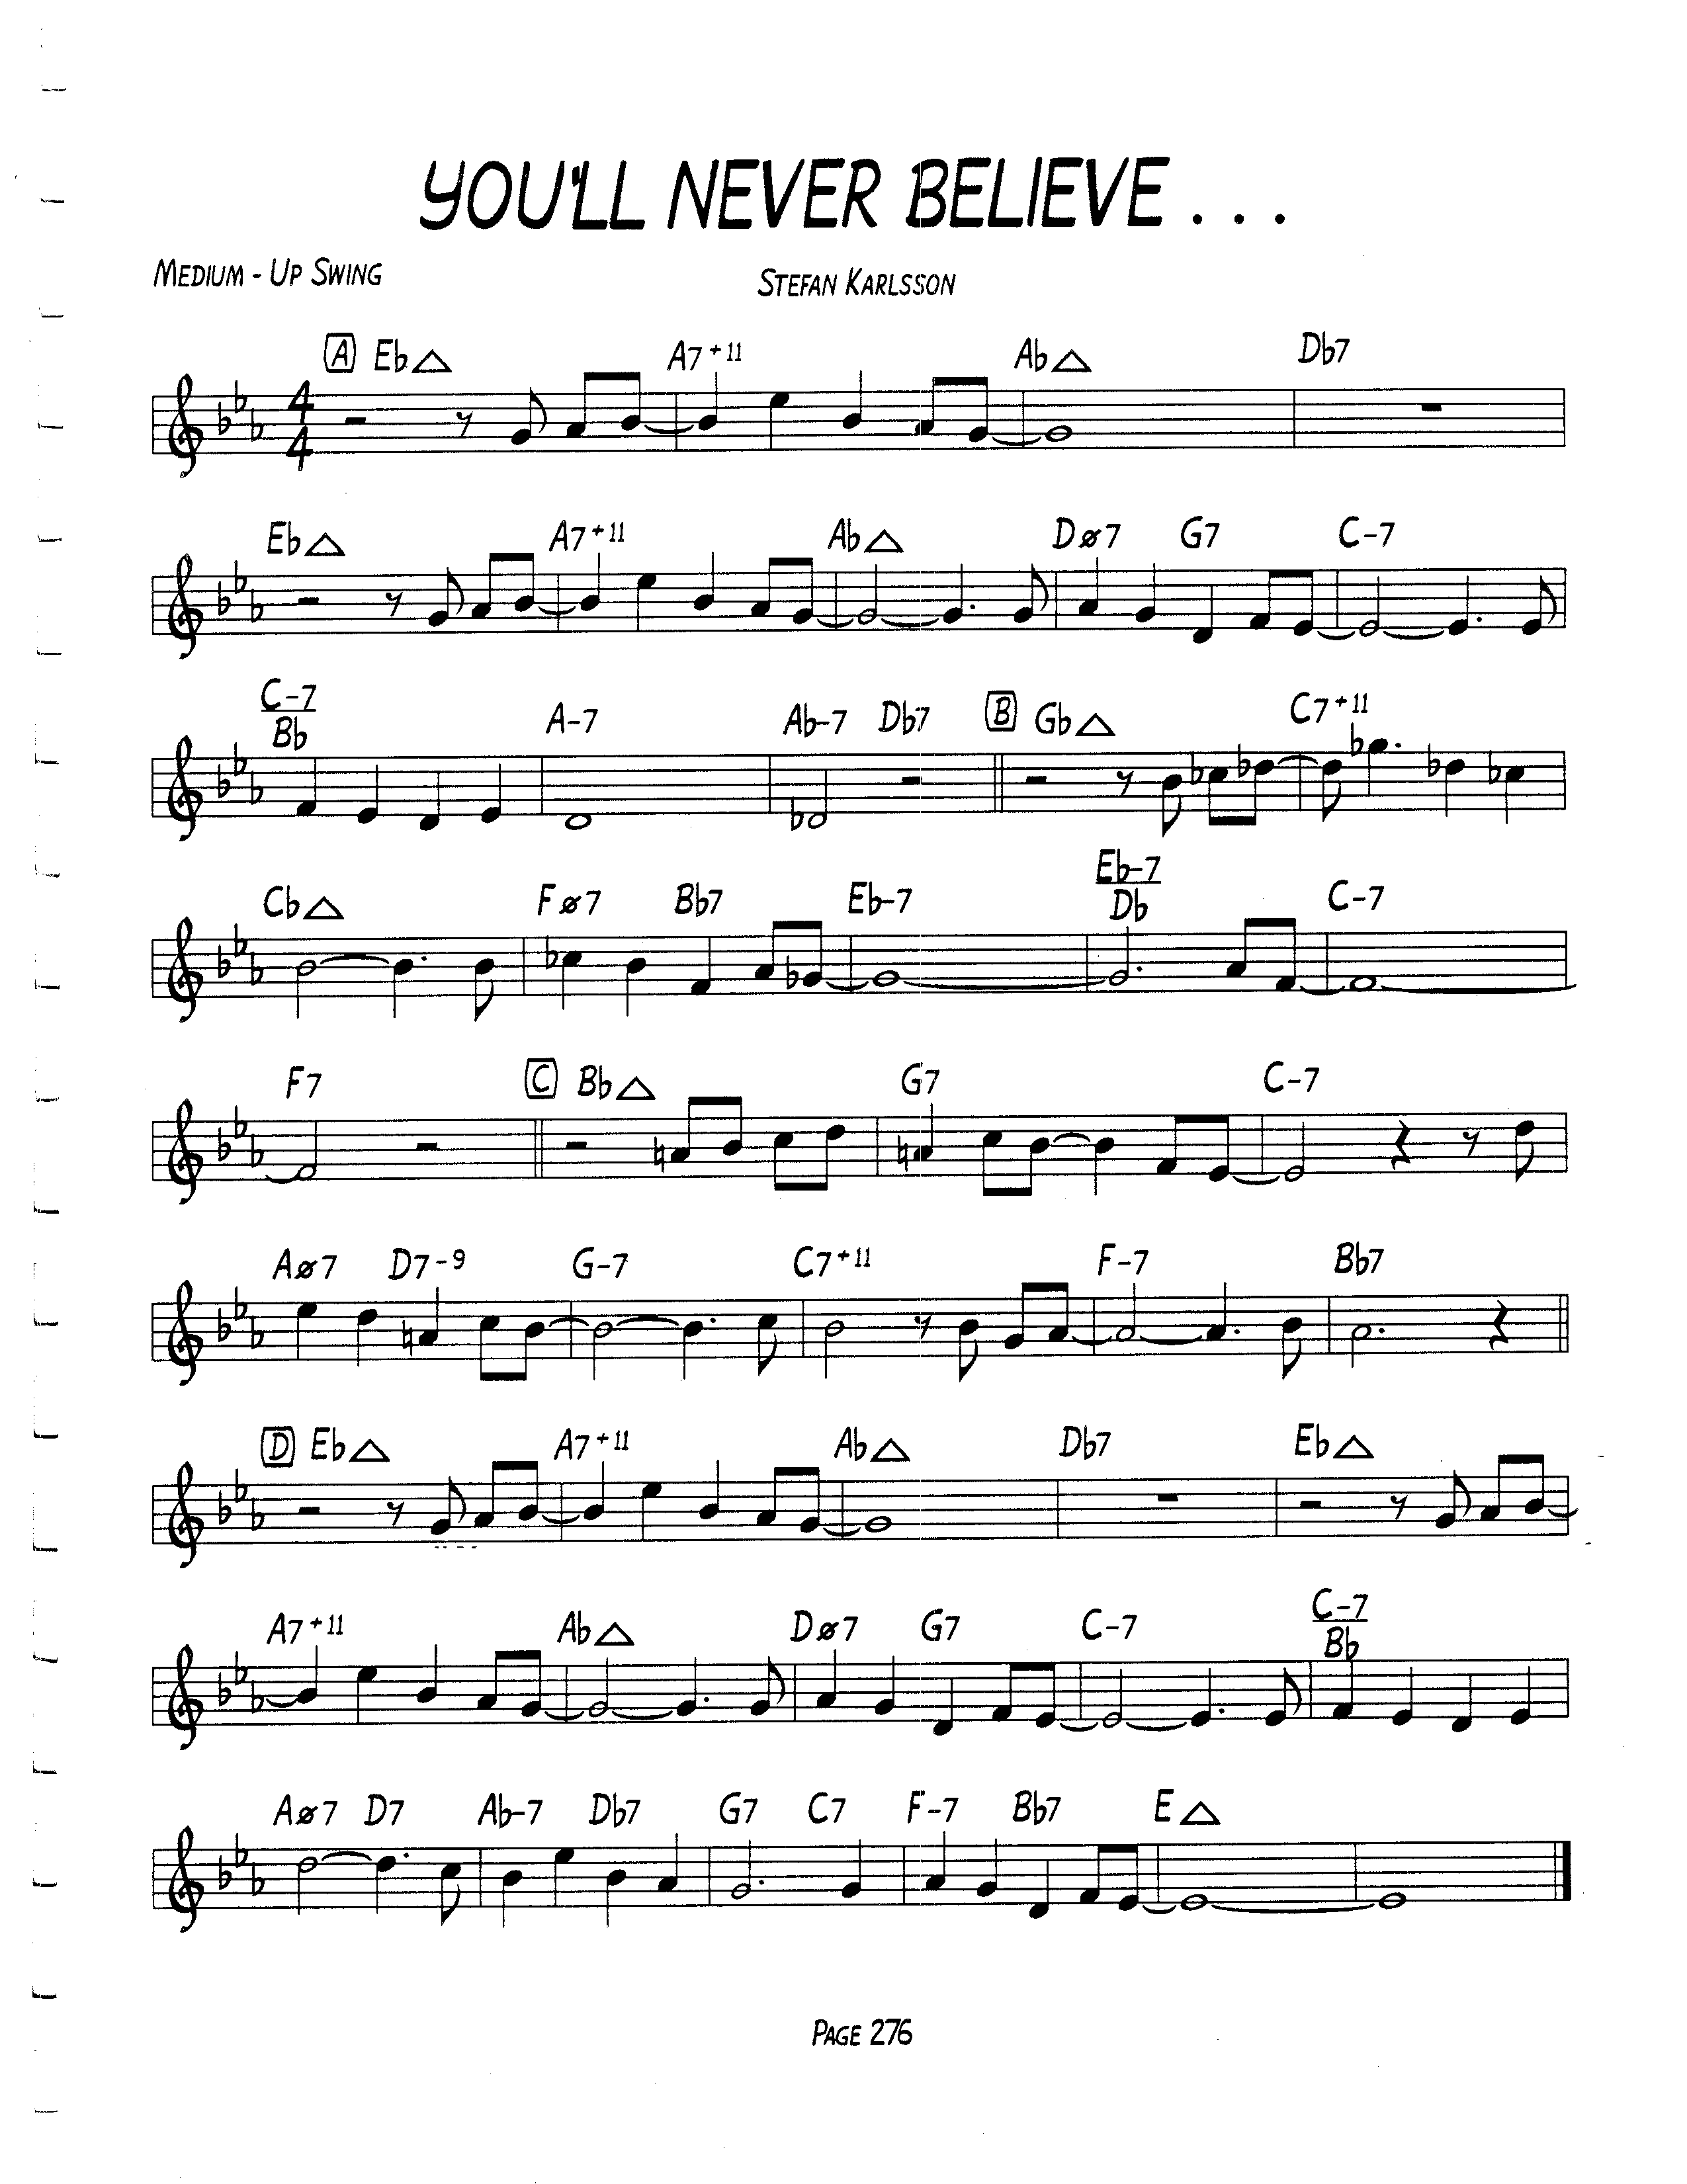 YOU'LL NEVER BELIEVE . . .
MEDIUM - UP SWING
STEFAN KARLSSON
A Eb△ A7+11 Ab△ Db7
4
4
Eb△ A7+11 Ab△ Dø7 G7 C-7
C-7
Bb A-7 Ab-7 Db7 B Gb△ C7+11
Eb-7
Cb△ Fø7 Bb7 Eb-7 Db C-7
F7 C Bb△ G7 C-7
Aø7 D7-9 G-7 C7+11 F-7 Bb7
D Eb△ A7+11 Ab△ Db7 Eb△
C-7
A7+11 Ab△ Dø7 G7 C-7 Bb
Aø7 D7 Ab-7 Db7 G7 C7 F-7 Bb7 E△
PAGE 276